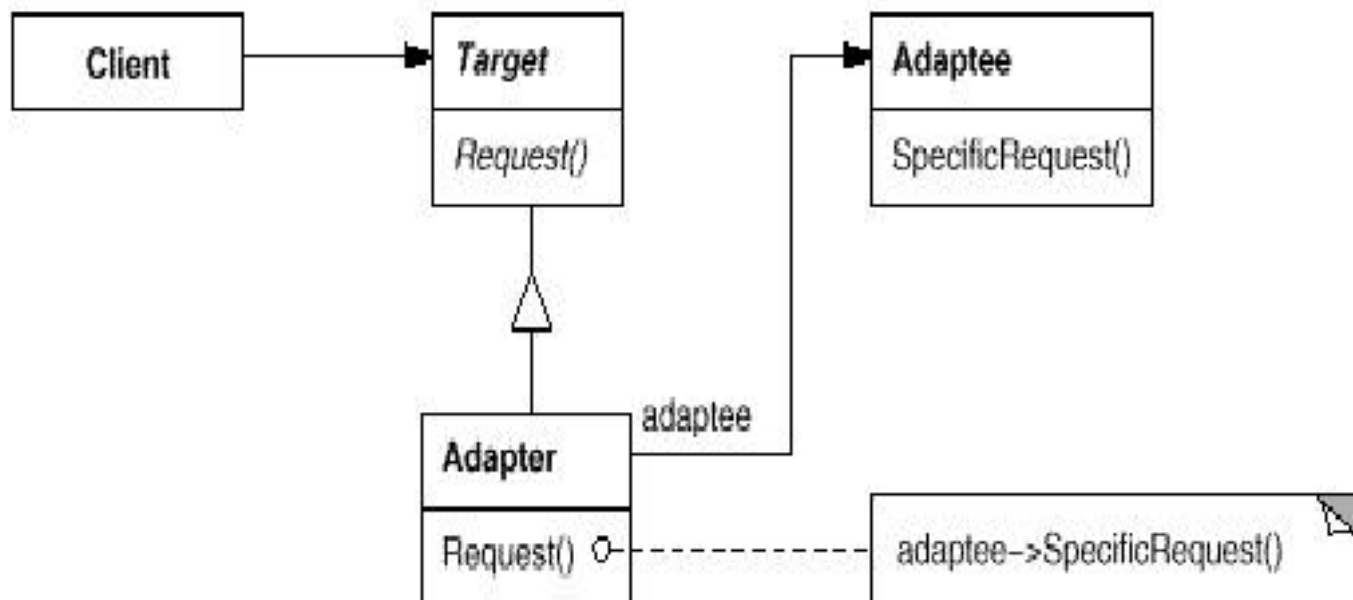 Client
Target
Request()
Adaptee
SpecificRequest()
adaptee
Adapter
Request()
adaptee->SpecificRequest()